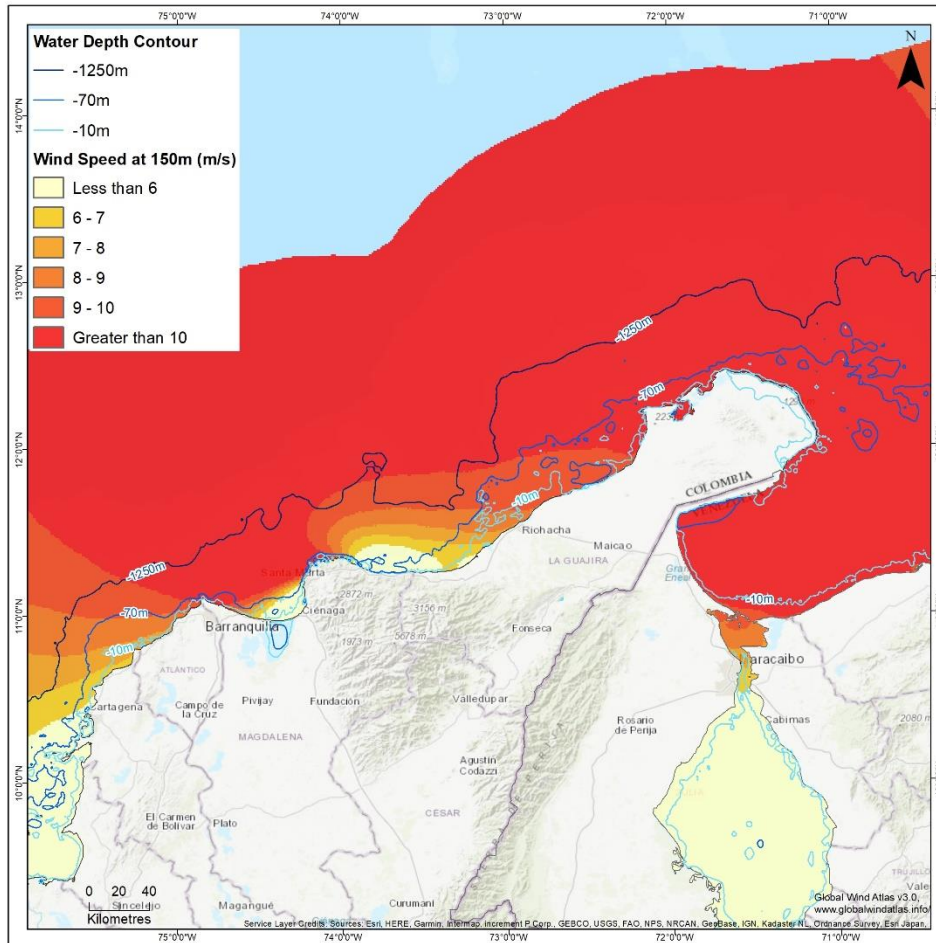 75°0'0"W
74°0'0"W
73°0'0"W
72°0'0"W
71°0'0"W
Water Depth Contour
-1250m
-70m
-10m
Wind Speed at 150m (m/s)
Less than 6
6 - 7
7 - 8
8 - 9
9 - 10
Greater than 10
N
14°0'0"N
13°0'0"N
12°0'0"N
11°0'0"N
10°0'0"N
-1250m
-70m
-10m
COLOMBIA
Riohacha
Maicao
LA GUAJIRA
Santa Marta
-1250m
-70m
-10m
-10m
Ciénaga
2872 m
3156 m
Barranquilla
1973 m
5678 m
Fonseca
ATLÁNTICO
Maracaibo
Cartagena
Campo de
la Cruz
Pivijay
Fundación
Valledupar
Cabimas
Rosario
de Perija
2080 m
MAGDALENA
Agustín
Codazzi
El Carmen
de Bolívar
Plato
CESAR
0 20 40
Kilometres
Sincelejo
Magangué
Curumani
Global Wind Atlas v3.0,
www.globalwindatlas.info/
Service Layer Credits: Sources: Esri, HERE, Garmin, Intermap, increment P Corp., GEBCO, USGS, FAO, NPS, NRCAN, GeoBase, IGN, Kadaster NL, Ordnance Survey, Esri Japan,
75°0'0"W
74°0'0"W
73°0'0"W
72°0'0"W
71°0'0"W